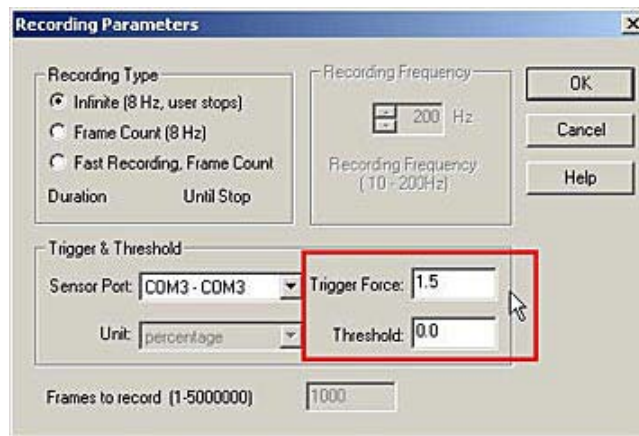 Recording Parameters
Recording Type
Infinite (8 Hz, user stops)
Frame Count (8 Hz)
Fast Recording, Frame Count
Duration Until Stop
Recording Frequency
200 Hz
Recording Frequency
(10 - 200Hz)
OK
Cancel
Help
Trigger & Threshold
Sensor Port: COM3 - COM3
Unit: percentage
Trigger Force: 1.5
Threshold: 0.0
Frames to record (1-5000000) 1000